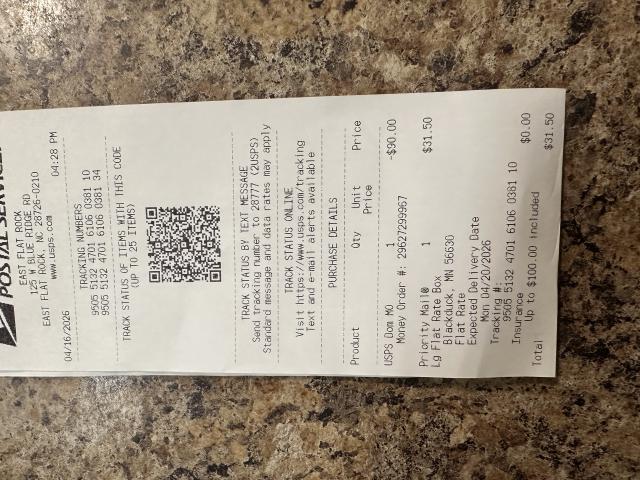 POSTAL SERVICE.
EAST FLAT ROCK
125 W BLUE RIDGE RD
EAST FLAT ROCK, NC 28726-0210
www.usps.com
04/16/2026 04:28 PM
TRACKING NUMBERS
9505 5132 4701 6106 0381 10
9505 5132 4701 6106 0381 34
TRACK STATUS OF ITEMS WITH THIS CODE
(UP TO 25 ITEMS)
TRACK STATUS BY TEXT MESSAGE
Send tracking number to 28777 (2USPS)
Standard message and data rates may apply
TRACK STATUS ONLINE
Visit https://www.usps.com/tracking
Text and e-mail alerts available
PURCHASE DETAILS
Product Qty Unit Price
Price
USPS Dom MO 1 -$90.00
Money Order #: 29627299967
Priority Mail® 1 $31.50
Lg Flat Rate Box
Blackduck, MN 56630
Flat Rate
Expected Delivery Date
Mon 04/20/2026
Tracking #:
9505 5132 4701 6106 0381 10
Insurance $0.00
Up to $100.00 included
Total $31.50